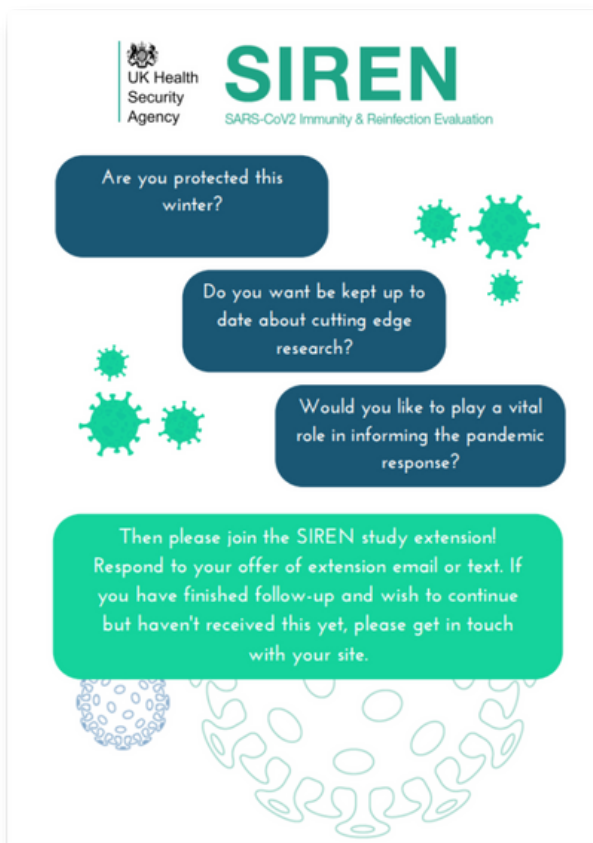 UK Health
Security
Agency
SIREN
SARS-CoV2 Immunity & Reinfection Evaluation
Are you protected this
winter?
Do you want be kept up to
date about cutting edge
research?
Would you like to play a vital
role in informing the pandemic
response?
Then please join the SIREN study extension!
Respond to your offer of extension email or text. If
you have finished follow-up and wish to continue
but haven't received this yet, please get in touch
with your site.